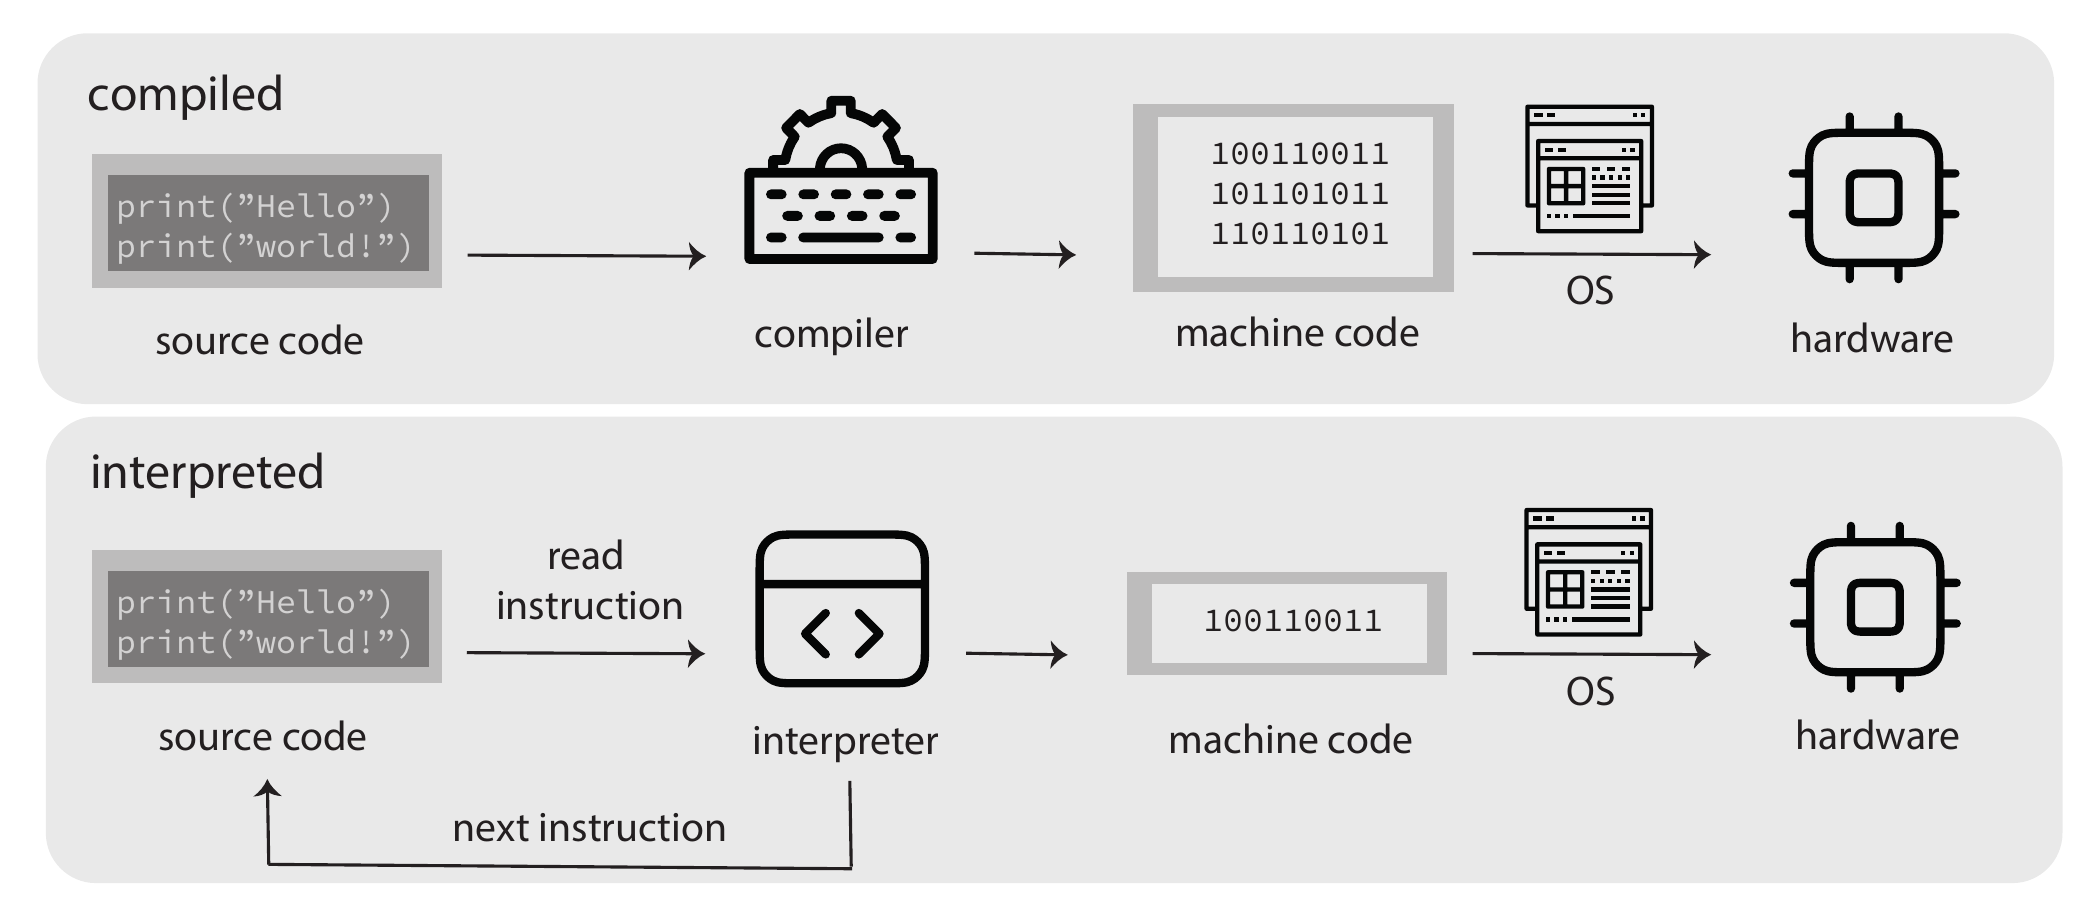 compiled
print(”Hello”)
print(”world!”)
source code
compiler
100110011
101101011
110110101
machine code
OS
hardware
interpreted
print(”Hello”)
print(”world!”)
source code
read
instruction
interpreter
100110011
machine code
OS
hardware
next instruction